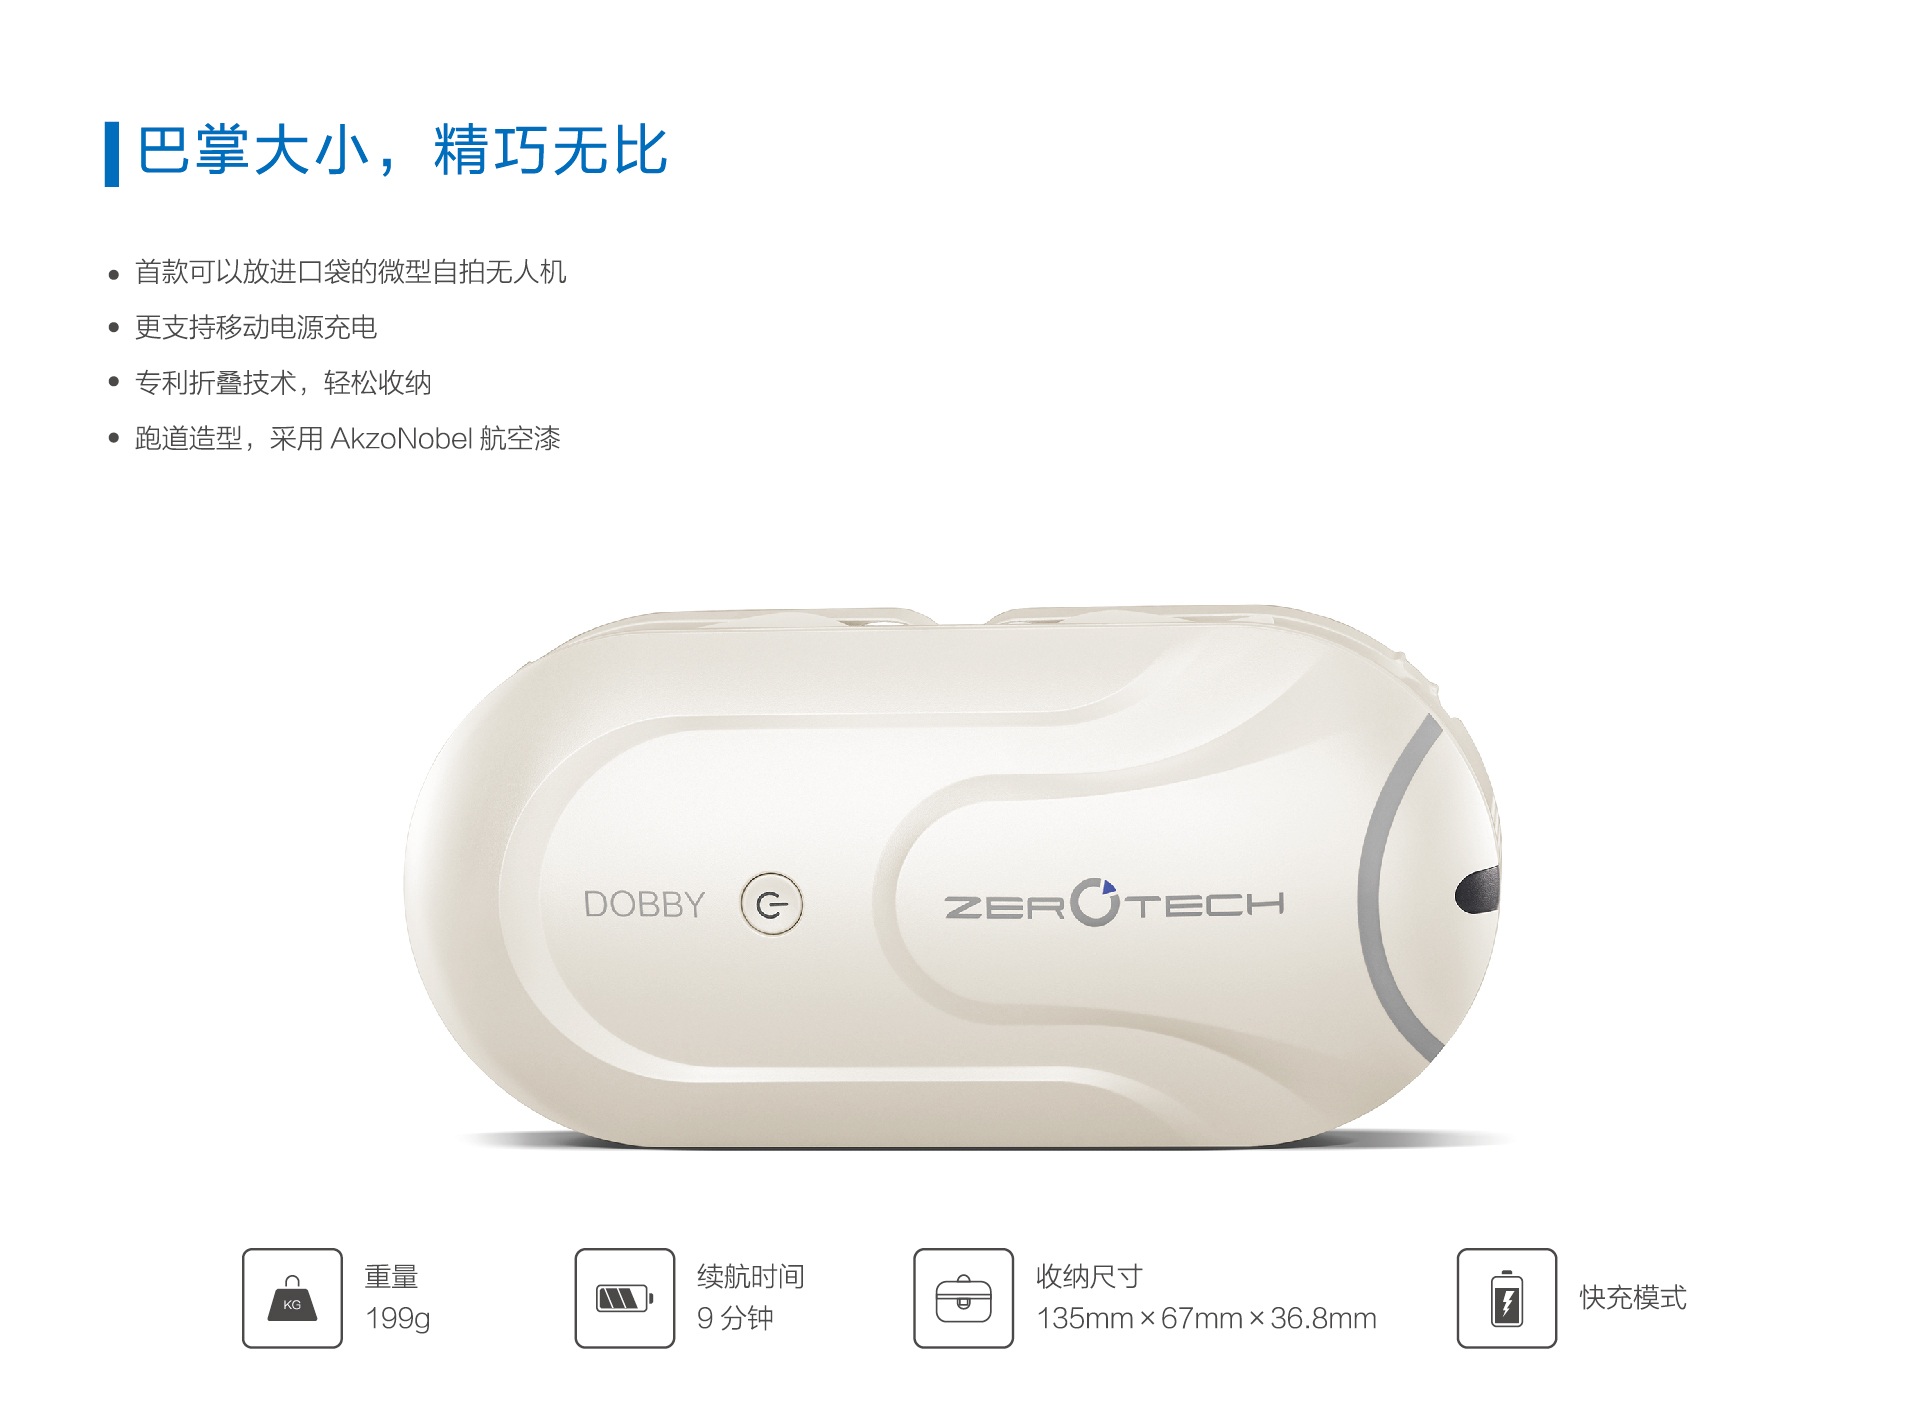 巴掌大小，精巧无比
首款可以放进口袋的微型自拍无人机
更支持移动电源充电
专利折叠技术，轻松收纳
跑道造型，采用 AkzoNobel 航空漆
DOBBY
ZEROTECH
KG
重量
199g
续航时间
9 分钟
收纳尺寸
135mm × 67mm × 36.8mm
快充模式